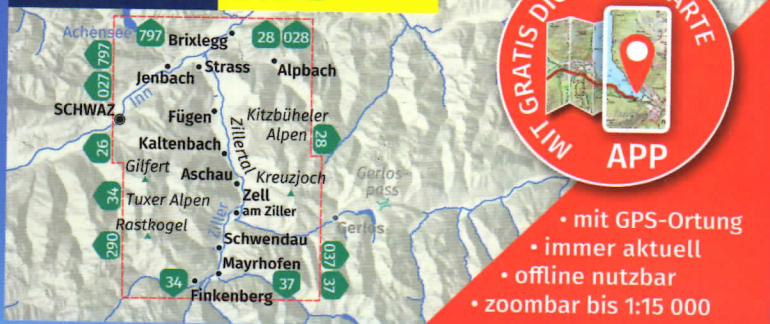 Achensee
797
Brixlegg
28
028
797
Jenbach
Strass
Alpbach
027
Inn
SCHWAZ
Fügen
Zillertal
Kitzbüheler
Alpen
28
26
Kaltenbach
Gilfert
Aschau
Kreuzjoch
Gerlos-
pass
34
Tuxer Alpen
Zell
am Ziller
Rastkogel
Ziller
Gerlos
290
Schwendau
037
Mayrhofen
34
37
37
Finkenberg
MIT GRATIS
KARTE
APP
• mit GPS-Ortung
• immer aktuell
• offline nutzbar
• zoombar bis 1:15 000